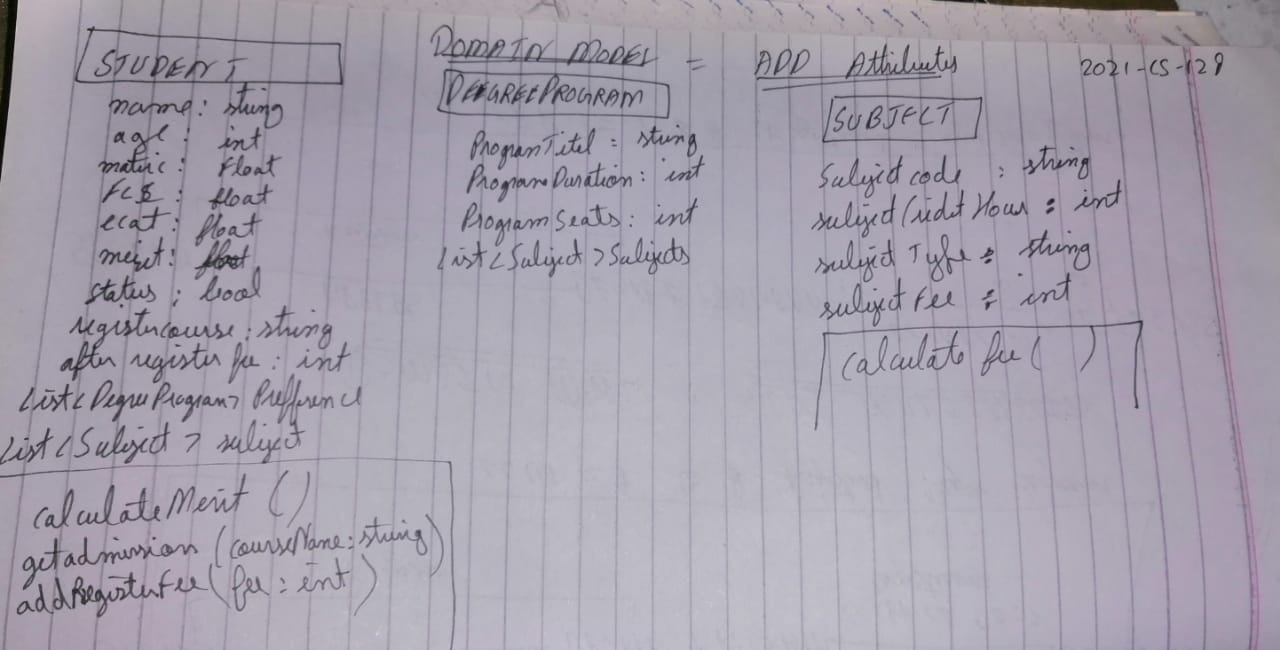 DOMAIN MODEL = ADD Attributes 2021-CS-129
STUDENT
name: string
age: int
matric: Float
FCS: float
ecat: float
merit: float
status: bool
registercourse: string
after register fee: int
List<DegreeProgram> Prefference
List<Subject> subject
calculateMerit ()
getadmission (courseName: string)
addRegisterFee (fee: int)
DEGREEPROGRAM
ProgramTitel: string
ProgramDuration: int
ProgramSeats: int
List<Subject>Subjects
SUBJECT
Subject code : string
subject Cridit Hour: int
subject Type: string
subject Fee: int
calculate fee ( )